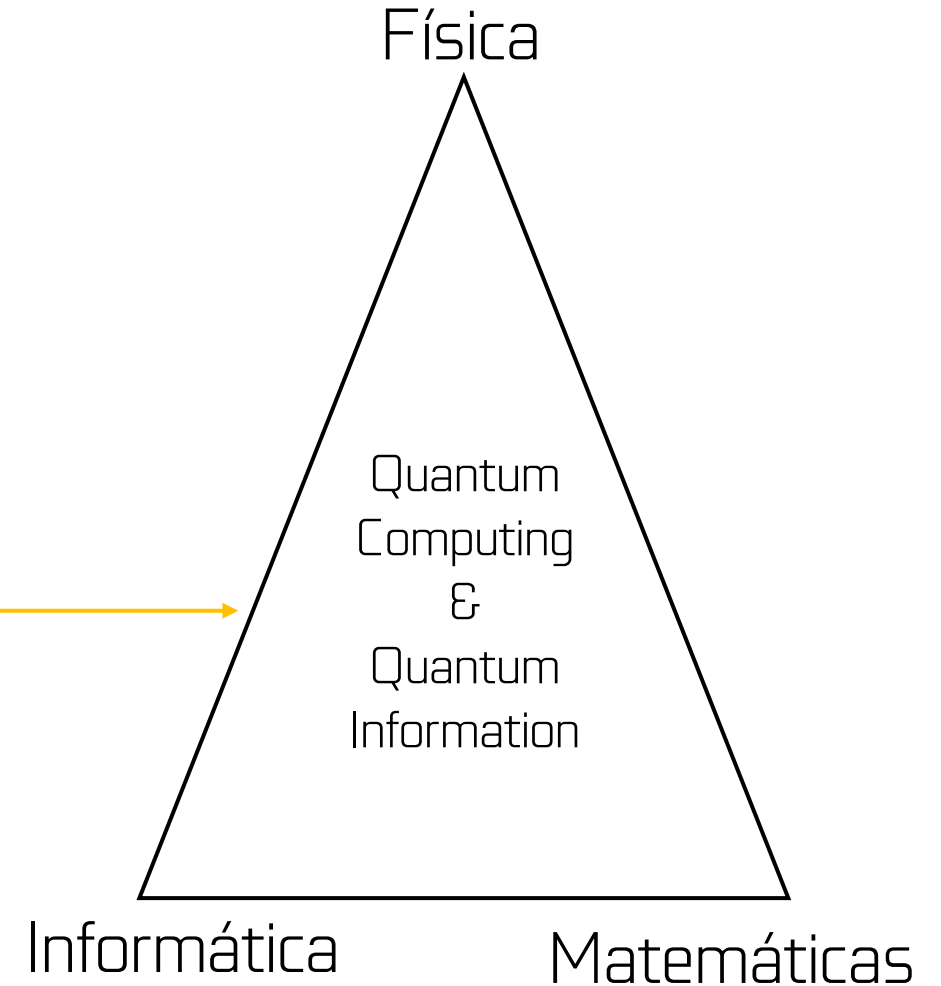 Física
Quantum
Computing
&
Quantum
Information
Informática
Matemáticas